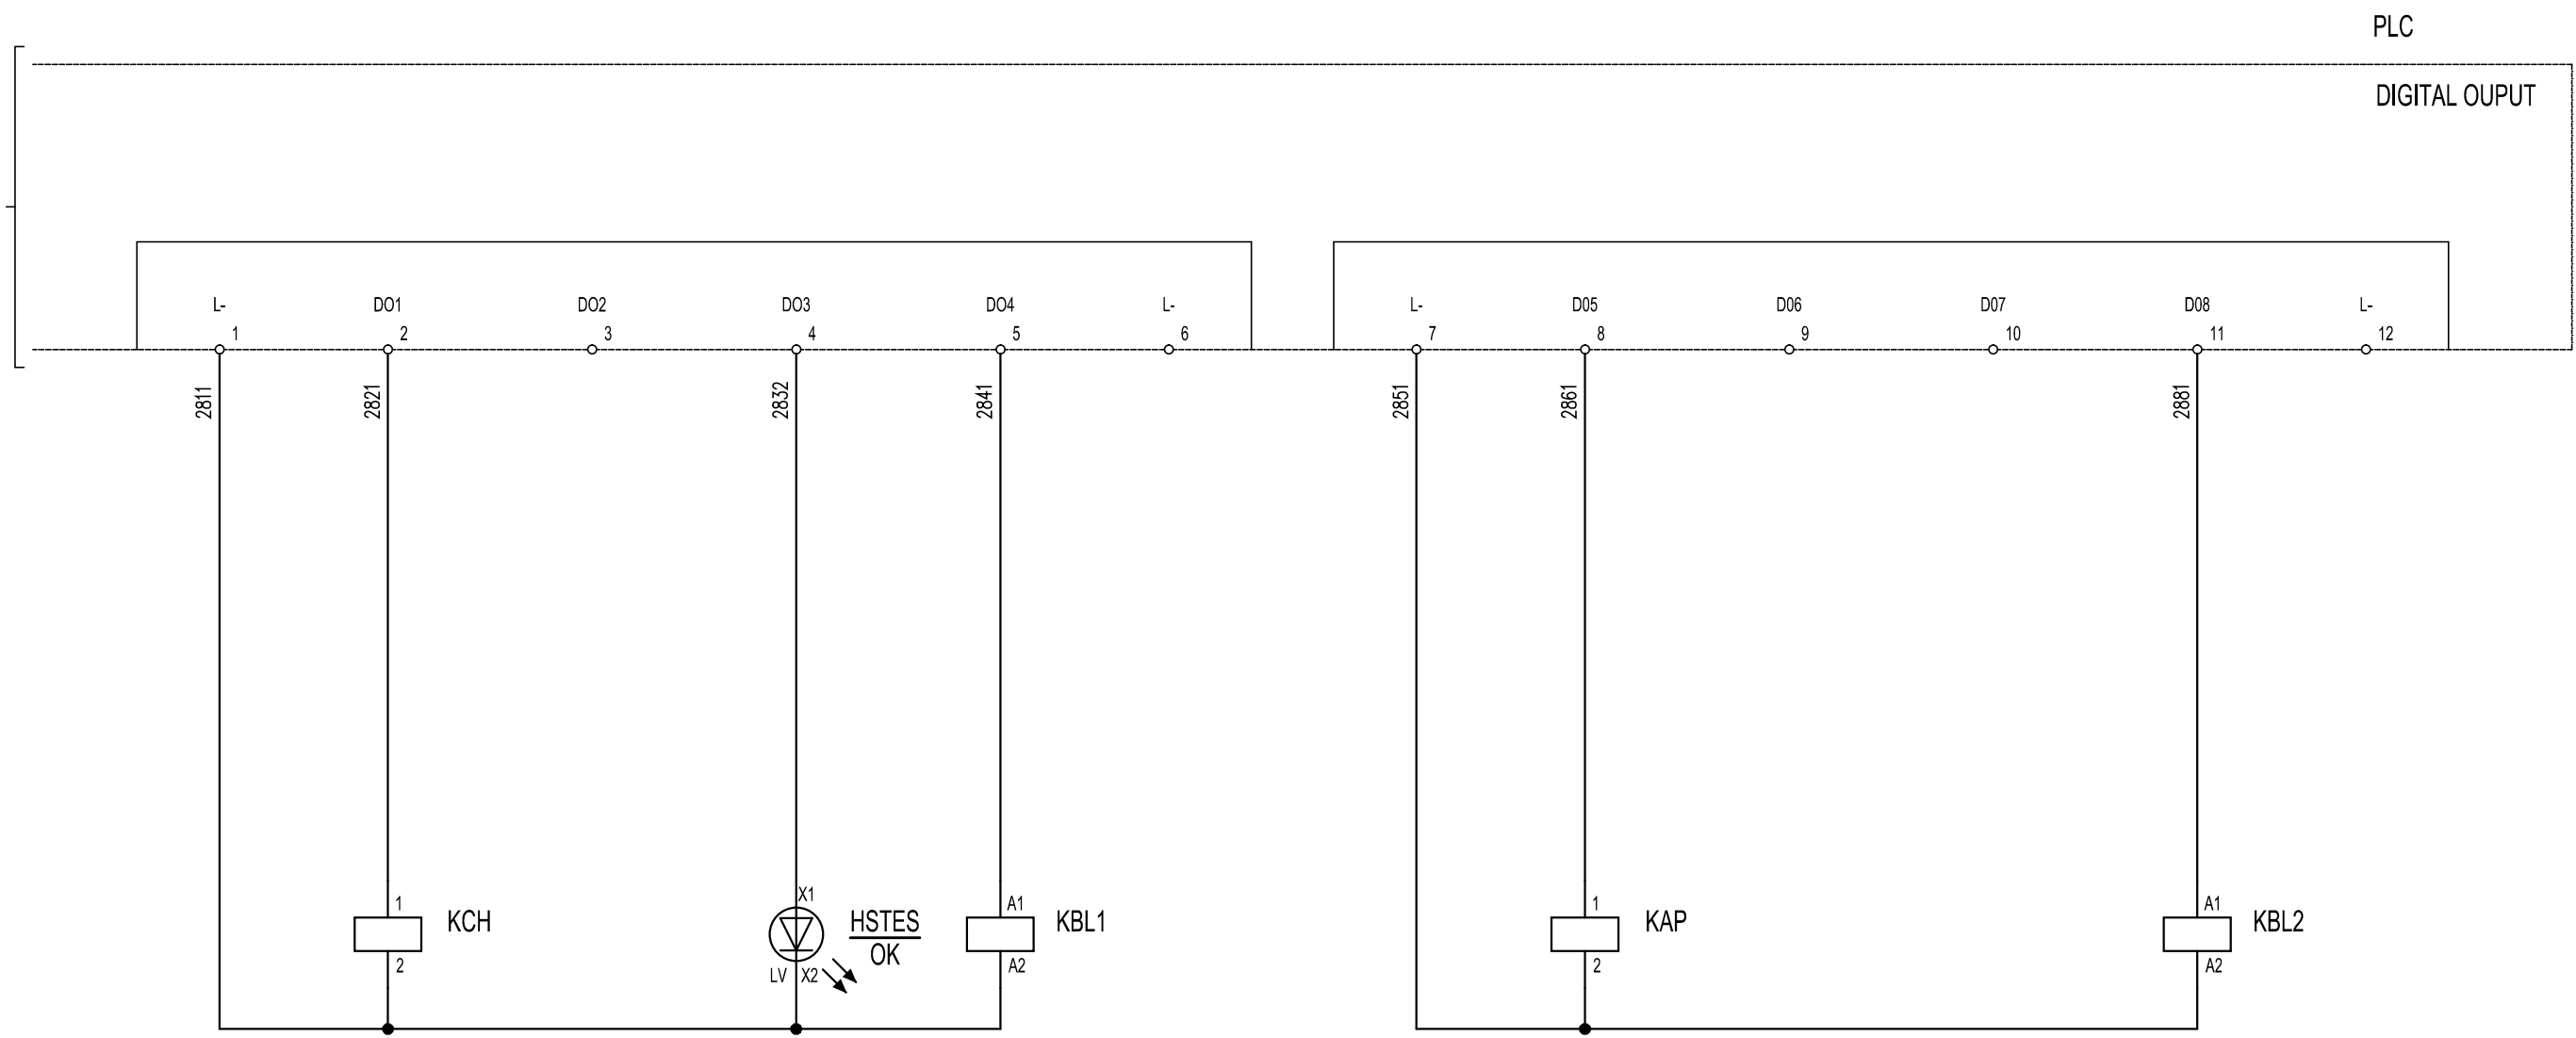 PLC
DIGITAL OUPUT
L- DO1 DO2 DO3 DO4 L- L- D05 D06 D07 D08 L-
1 2 3 4 5 6 7 8 9 10 11 12
2811 2821 2832 2841 2851 2861 2881
X1
1 A1 1 A1
KCH HSTES KBL1 KAP KBL2
OK
2 A2 2 A2
LV X2